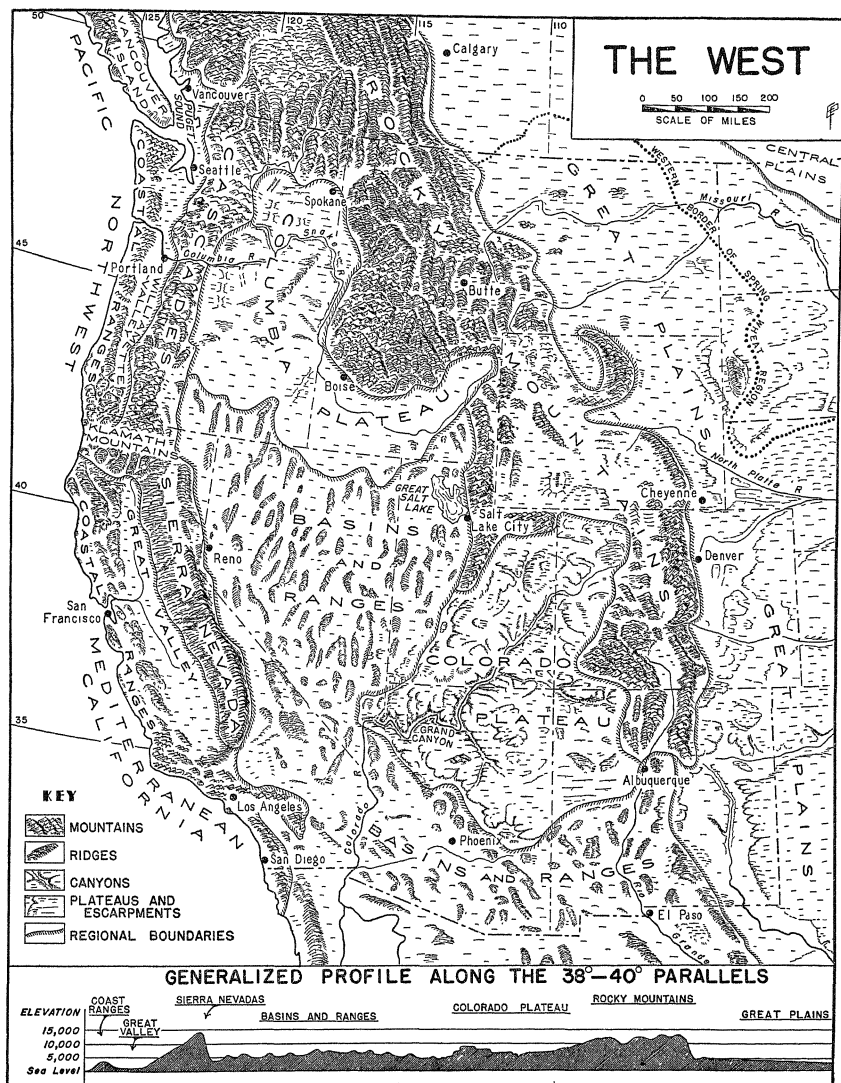 THE WEST
0 50 100 150 200
SCALE OF MILES
50
125
120
115
110
45
40
35
PACIFIC
NORTHWEST
VANCOUVER
ISLAND
Vancouver
PUGET
SOUND
Calgary
ROCKY
MOUNTAINS
CENTRAL
PLAINS
GREAT
PLAINS
WESTERN
BORDER OF SPRING
WHEAT REGION
Missouri R
COASTAL
RANGES
Seattle
CASCADES
Spokane
COLUMBIA
PLATEAU
Snake R
Columbia R
Portland
WILLAMETTE
VALLEY
Butte
Boise
KLAMATH
MOUNTAINS
North Platte R
Cheyenne
GREAT
SALT
LAKE
Salt
Lake City
SIERRA NEVADA
GREAT
VALLEY
COASTAL
RANGES
Reno
BASINS
AND
RANGES
Denver
San
Francisco
MEDITERRANEAN
CALIFORNIA
COLORADO
PLATEAU
GRAND
CANYON
GREAT
PLAINS
Albuquerque
Los Angeles
Colorado R
BASINS AND RANGES
Phoenix
San Diego
Rio
Grande
El Paso
KEY
MOUNTAINS
RIDGES
CANYONS
PLATEAUS AND
ESCARPMENTS
REGIONAL BOUNDARIES
GENERALIZED PROFILE ALONG THE 38°–40° PARALLELS
ELEVATION
15,000
10,000
5,000
Sea Level
COAST
RANGES
GREAT
VALLEY
SIERRA NEVADAS
BASINS AND RANGES
COLORADO PLATEAU
ROCKY MOUNTAINS
GREAT PLAINS